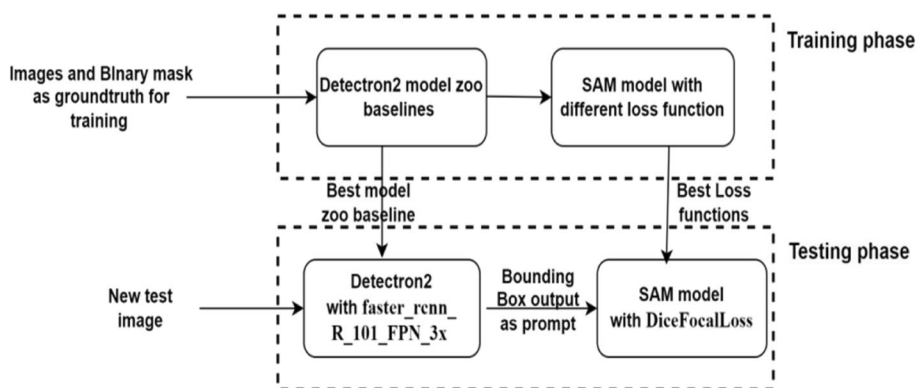 Training phase
Images and BInary mask
as groundtruth for
training
Detectron2 model zoo
baselines
SAM model with
different loss function
Best model
zoo baseline
Best Loss
functions
Testing phase
New test
image
Detectron2
with faster_rcnn_
R_101_FPN_3x
Bounding
Box output
as prompt
SAM model
with DiceFocalLoss